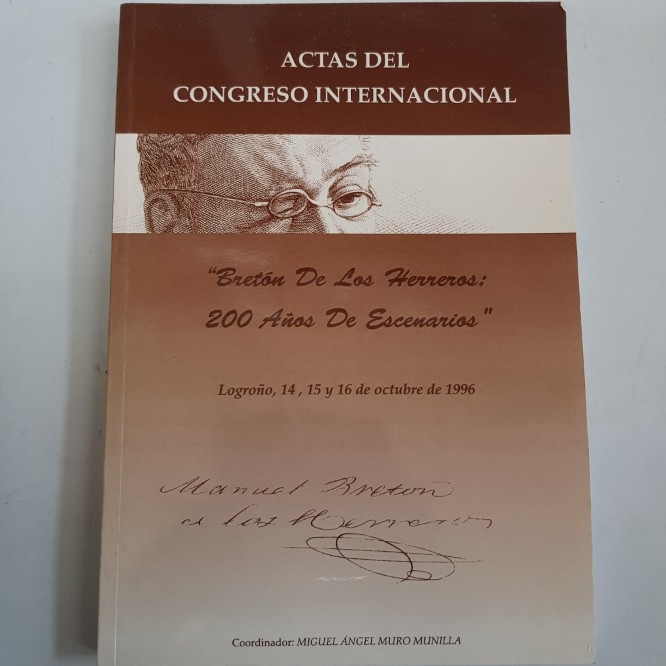 ACTAS DEL
CONGRESO INTERNACIONAL
"Bretón De Los Herreros:
200 Años De Escenarios"
Logroño, 14 , 15 y 16 de octubre de 1996
Manuel Breton
de los Herreros
Coordinador: MIGUEL ÁNGEL MURO MUNILLA